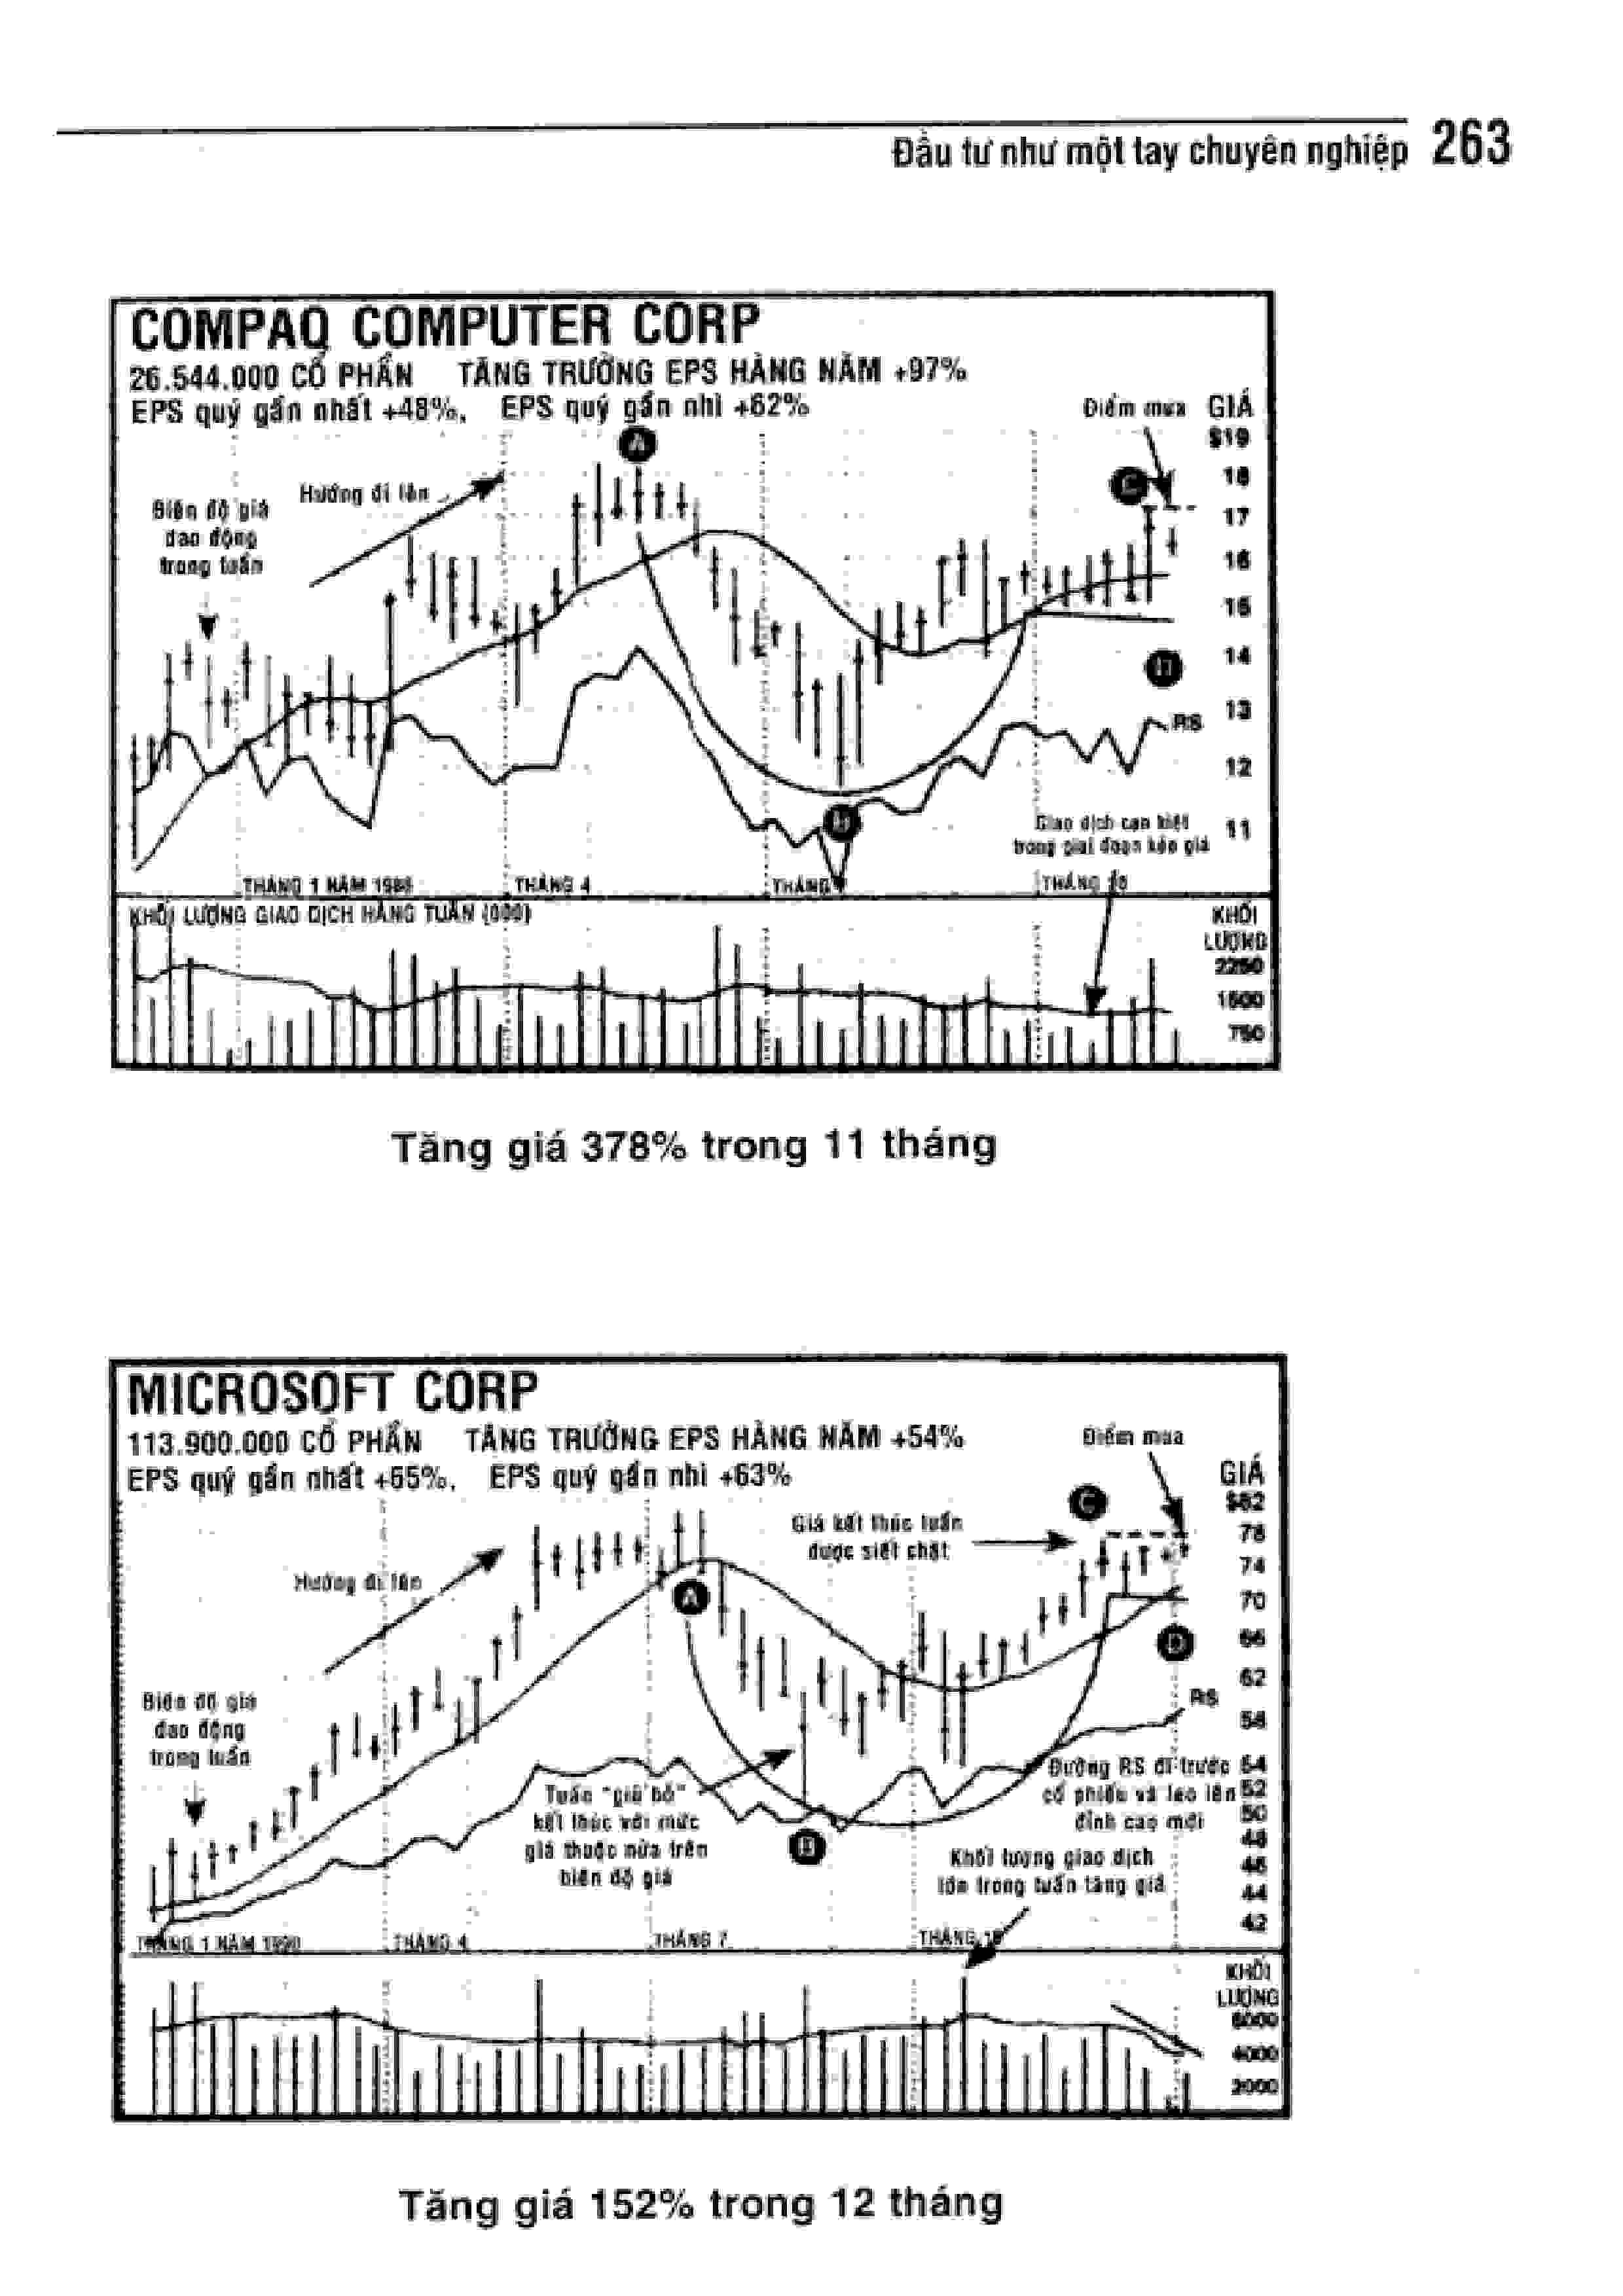 Đầu tư như một tay chuyên nghiệp 263
COMPAQ COMPUTER CORP
26.544.000 CỔ PHẦN TĂNG TRƯỞNG EPS HÀNG NĂM +97%
EPS quý gần nhất +48%, EPS quý gần nhì +62%
Điểm mua GIÁ
$19
A
Hướng đi lên
Biên độ giá
dao động
trong tuần
C
18
17
16
15
14
13
12
11
D
RS
B
Giao dịch cạn kiệt
trong giai đoạn kéo giá
THÁNG 1 NĂM 1988
THÁNG 4
THÁNG
THÁNG 10
KHỐI LƯỢNG GIAO DỊCH HÀNG TUẦN (000)
KHỐI
LƯỢNG
2250
1500
750
Tăng giá 378% trong 11 tháng
MICROSOFT CORP
113.900.000 CỔ PHẦN TĂNG TRƯỞNG EPS HÀNG NĂM +54%
EPS quý gần nhất +65%, EPS quý gần nhì +63%
Điểm mua
GIÁ
$82
78
74
70
66
62
58
54
52
50
48
46
44
42
C
Giá kết thúc tuần
được siết chặt
Hướng đi lên
A
D
RS
Biên độ giá
dao động
trong tuần
Tuần "giũ bỏ"
kết thúc với mức
giá thuộc nửa trên
biên độ giá
B
Đường RS đi trước
cổ phiếu và leo lên
đỉnh cao mới
Khối lượng giao dịch
lớn trong tuần tăng giá
THÁNG 1 NĂM 1990
THÁNG 4
THÁNG 7
THÁNG 10
KHỐI
LƯỢNG
6000
4000
2000
Tăng giá 152% trong 12 tháng